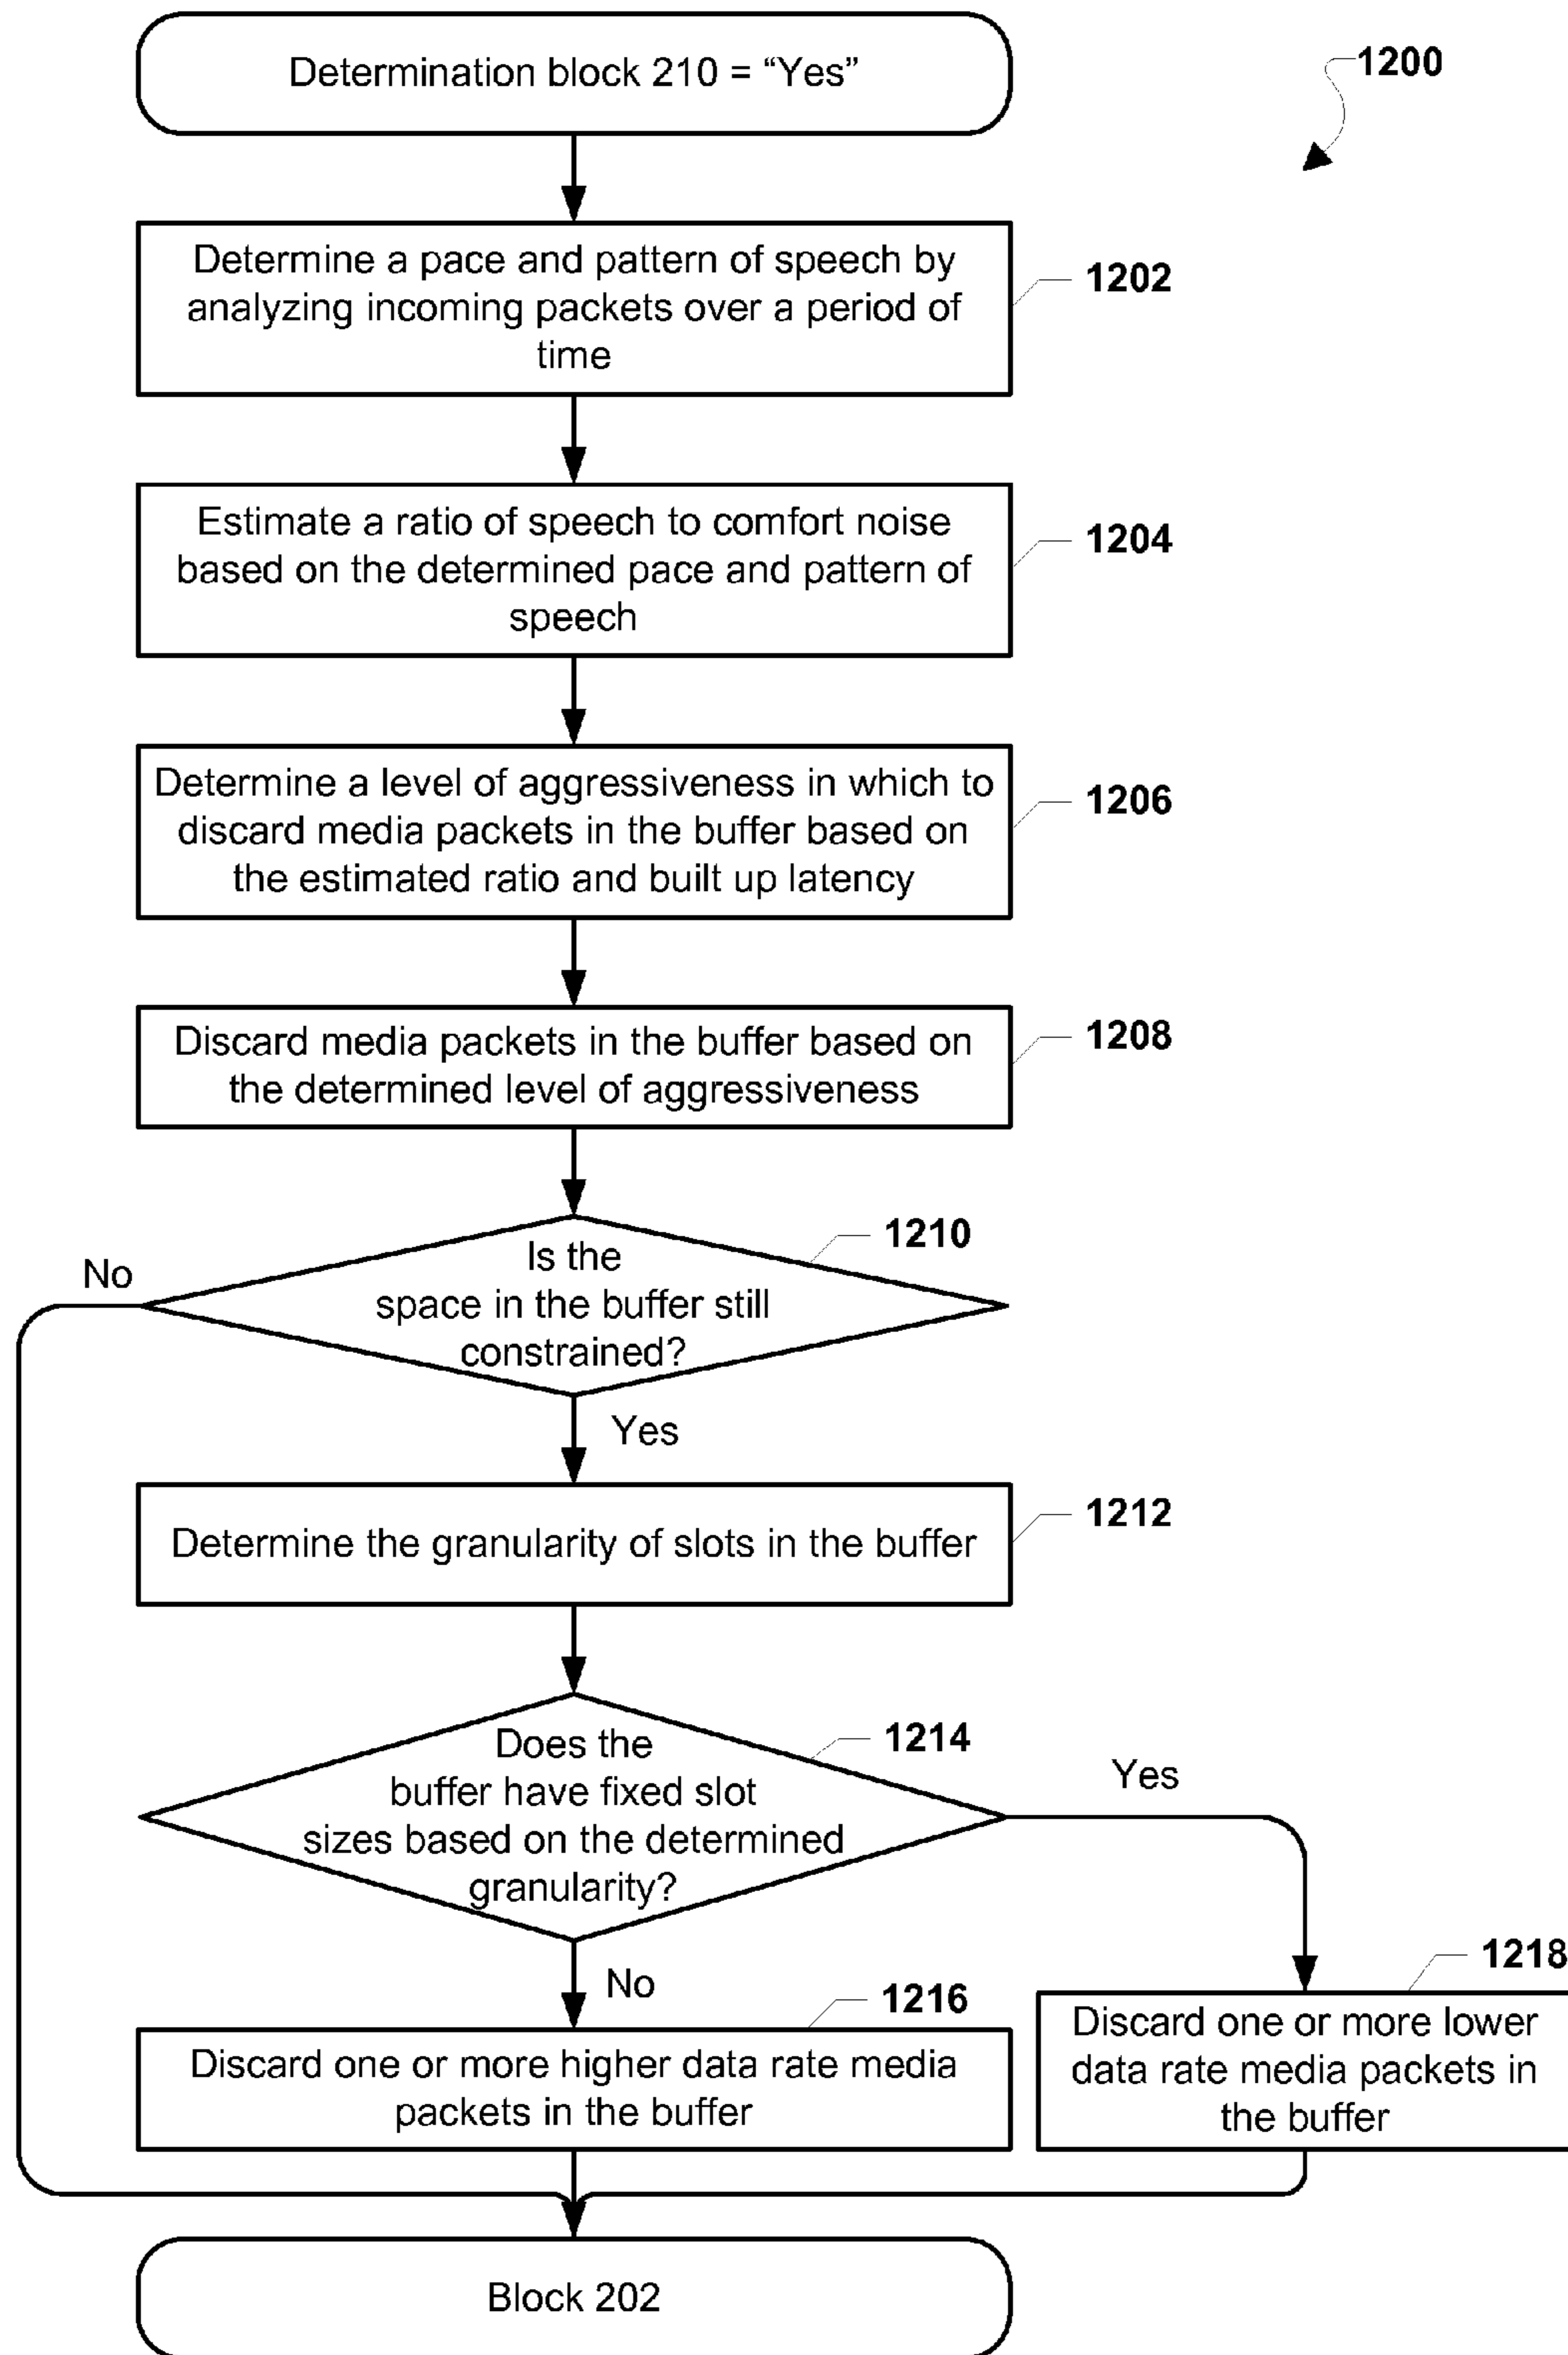 Determination block 210 = “Yes”
1200
Determine a pace and pattern of speech by
analyzing incoming packets over a period of
time
1202
Estimate a ratio of speech to comfort noise
based on the determined pace and pattern of
speech
1204
Determine a level of aggressiveness in which to
discard media packets in the buffer based on
the estimated ratio and built up latency
1206
Discard media packets in the buffer based on
the determined level of aggressiveness
1208
Is the
space in the buffer still
constrained?
1210
No
Yes
Determine the granularity of slots in the buffer
1212
Does the
buffer have fixed slot
sizes based on the determined
granularity?
1214
Yes
No
1216
Discard one or more higher data rate media
packets in the buffer
1218
Discard one or more lower
data rate media packets in
the buffer
Block 202